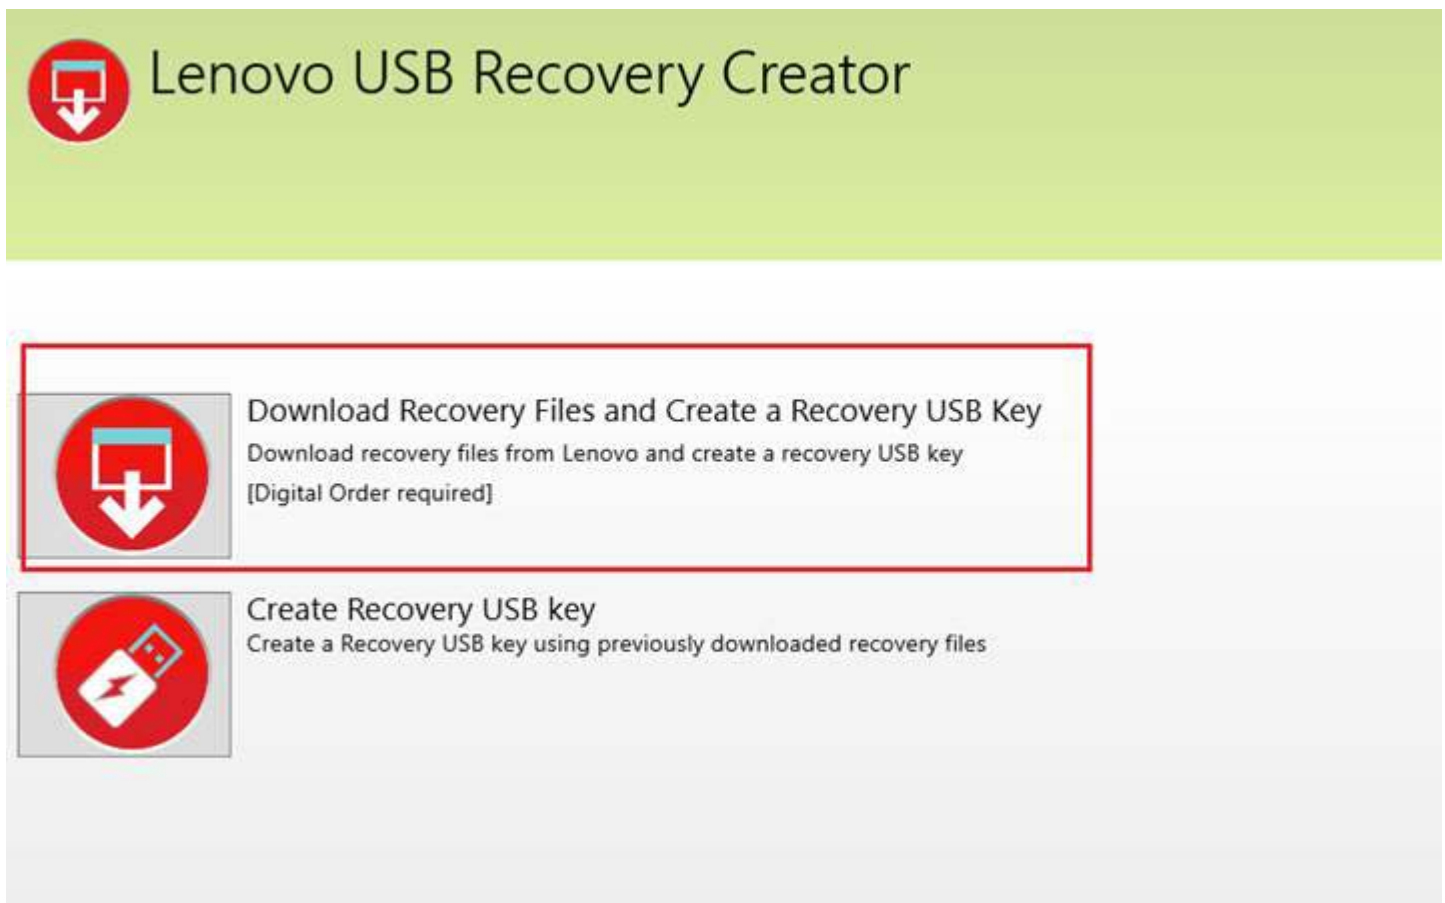 Lenovo USB Recovery Creator
Download Recovery Files and Create a Recovery USB Key
Download recovery files from Lenovo and create a recovery USB key
[Digital Order required]
Create Recovery USB key
Create a Recovery USB key using previously downloaded recovery files